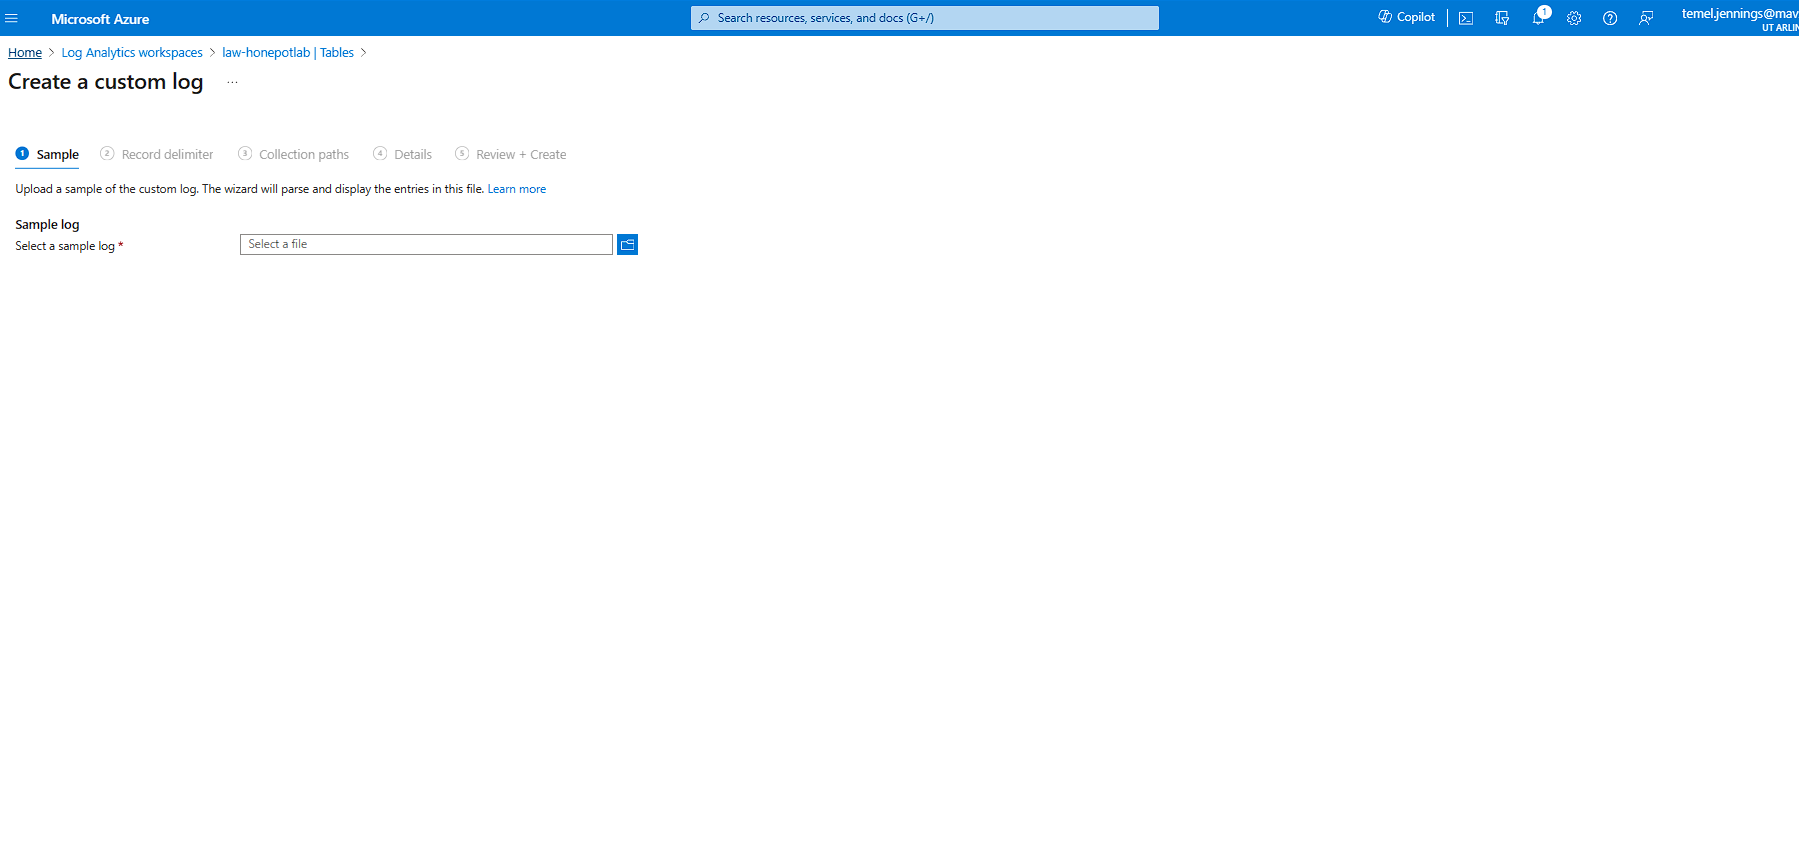 Microsoft Azure
Search resources, services, and docs (G+/)
Copilot
1
temel.jennings@mav
UT ARLIN
Home > Log Analytics workspaces > law-honepotlab | Tables >
Create a custom log ...
1 Sample 2 Record delimiter 3 Collection paths 4 Details 5 Review + Create
Upload a sample of the custom log. The wizard will parse and display the entries in this file. Learn more
Sample log
Select a sample log * Select a file